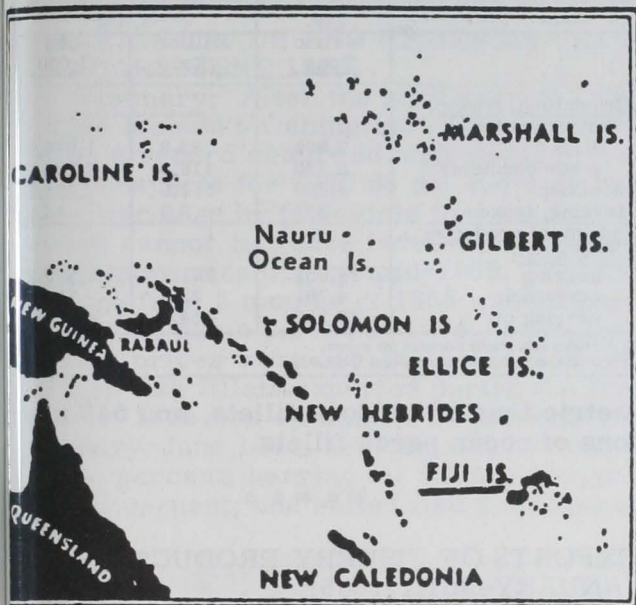 MARSHALL IS.
CAROLINE IS.
Nauru
Ocean Is.
GILBERT IS.
NEW GUINEA
RABAUL
SOLOMON IS
ELLICE IS.
NEW HEBRIDES
FIJI IS
QUEENSLAND
NEW CALEDONIA